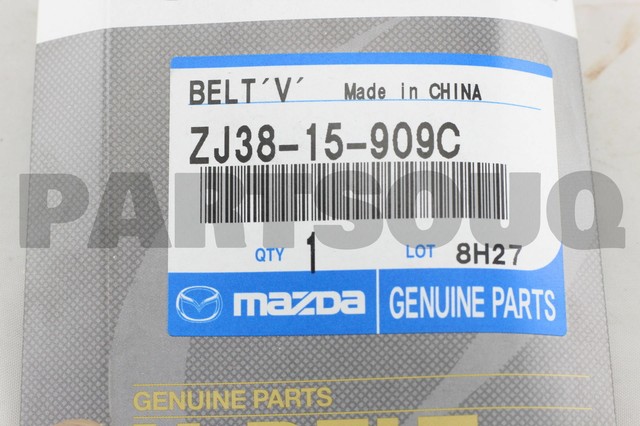 BELT´V´ Made in CHINA
ZJ38-15-909C
PARTSOUQ
QTY 1 LOT 8H27
mazda GENUINE PARTS
GENUINE PARTS